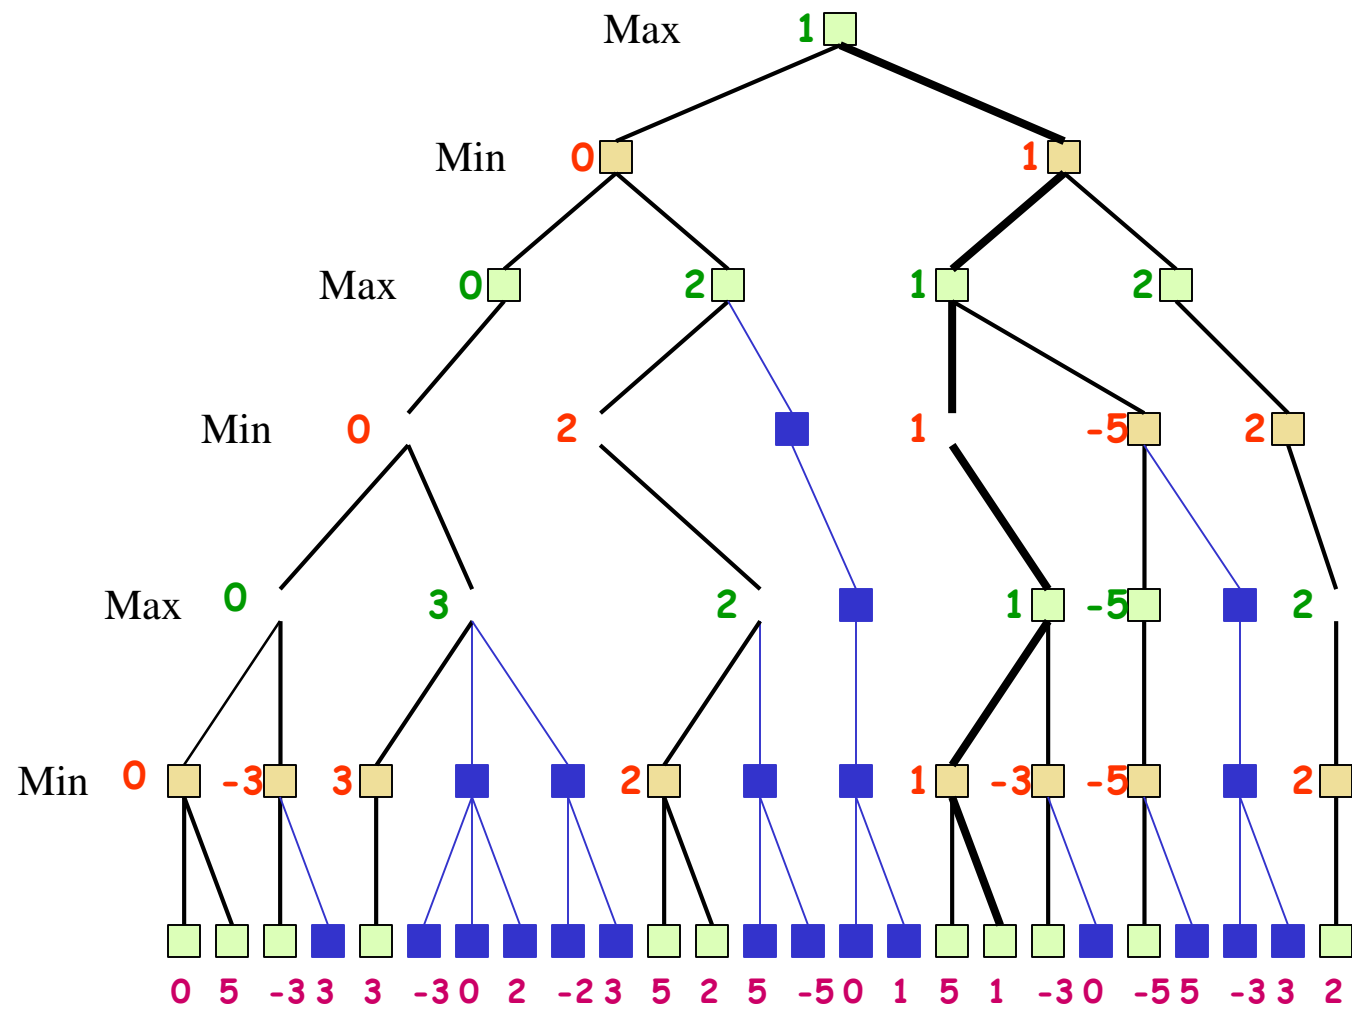 Max 1
Min 0 1
Max 0 2 1 2
Min 0 2 1 -5 2
Max 0 3 2 1 -5 2
Min 0 -3 3 2 1 -3 -5 2
0 5 -3 3 3 -3 0 2 -2 3 5 2 5 -5 0 1 5 1 -3 0 -5 5 -3 3 2